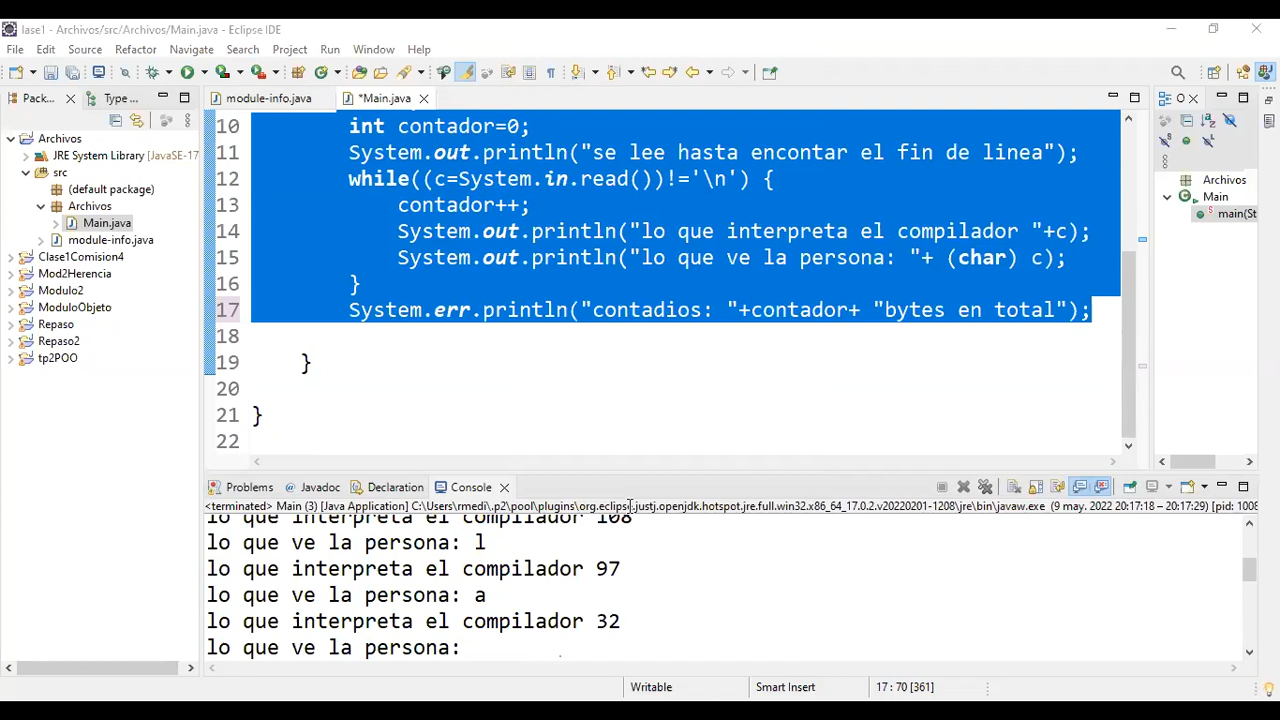 lase1 - Archivos/src/Archivos/Main.java - Eclipse IDE
File Edit Source Refactor Navigate Search Project Run Window Help
Pack... Type ... module-info.java *Main.java
Archivos
JRE System Library [JavaSE-17
src
(default package)
Archivos
Main.java
module-info.java
Clase1Comision4
Mod2Herencia
Modulo2
ModuloObjeto
Repaso
Repaso2
tp2POO
10 int contador=0;
11 System.out.println("se lee hasta encontar el fin de linea");
12 while((c=System.in.read())!='\n') {
13 contador++;
14 System.out.println("lo que interpreta el compilador "+c);
15 System.out.println("lo que ve la persona: "+ (char) c);
16 }
17 System.err.println("contadios: "+contador+ "bytes en total");
18
19 }
20
21 }
22
O
Archivos
Main
main(St
Problems Javadoc Declaration Console
<terminated> Main (3) [Java Application] C:\Users\rmedi\.p2\pool\plugins\org.eclipse.justj.openjdk.hotspot.jre.full.win32.x86_64_17.0.2.v20220201-1208\jre\bin\javaw.exe (9 may. 2022 20:17:18 – 20:17:29) [pid: 1008
lo que interpreta el compilador 108
lo que ve la persona: l
lo que interpreta el compilador 97
lo que ve la persona: a
lo que interpreta el compilador 32
lo que ve la persona:
Writable Smart Insert 17 : 70 [361]